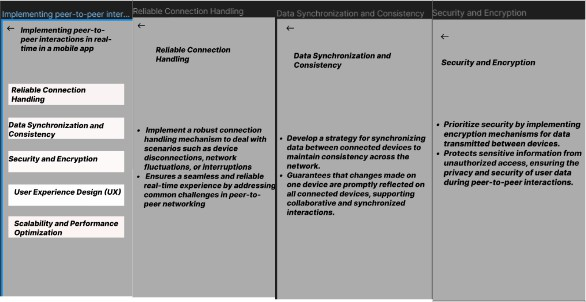 Implementing peer-to-peer inter...
← Implementing peer-to-
peer interactions in real-
time in a mobile app
Reliable Connection
Handling
Data Synchronization and
Consistency
Security and Encryption
User Experience Design (UX)
Scalability and Performance
Optimization
Reliable Connection Handling
←
Reliable Connection
Handling
• Implement a robust connection
handling mechanism to deal with
scenarios such as device
disconnections, network
fluctuations, or interruptions
• Ensures a seamless and reliable
real-time experience by addressing
common challenges in peer-to-
peer networking
Data Synchronization and Consistency
←
Data Synchronization and
Consistency
• Develop a strategy for synchronizing
data between connected devices to
maintain consistency across the
network.
• Guarantees that changes made on
one device are promptly reflected on
all connected devices, supporting
collaborative and synchronized
interactions.
Security and Encryption
←
Security and Encryption
• Prioritize security by implementing
encryption mechanisms for data
transmitted between devices.
• Protects sensitive information from
unauthorized access, ensuring the
privacy and security of user data
during peer-to-peer interactions.